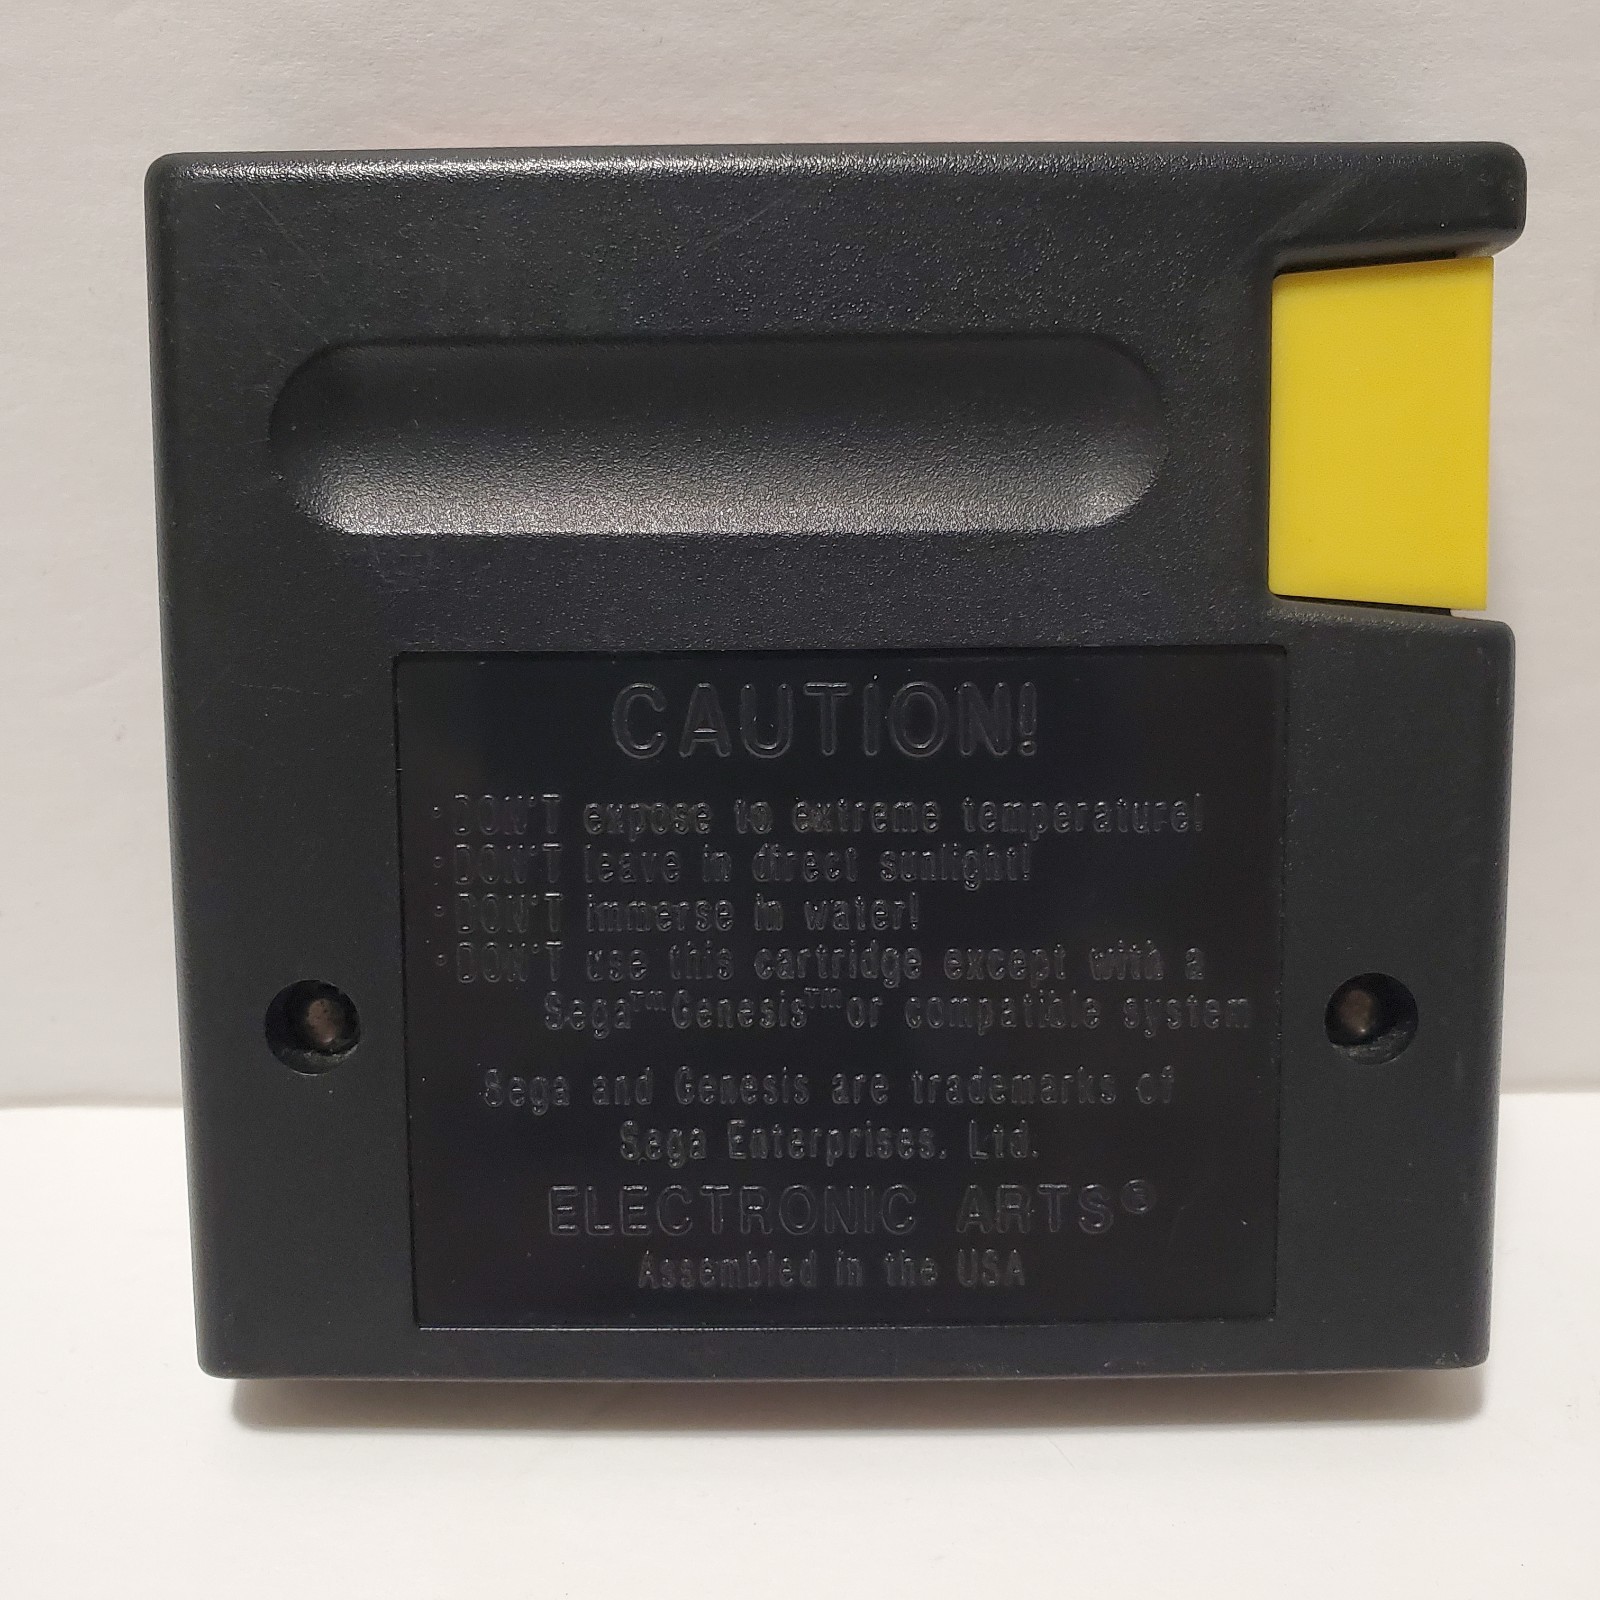 CAUTION!
·DON'T expose to extreme temperature!
·DON'T leave in direct sunlight!
·DON'T immerse in water!
·DON'T use this cartridge except with a
Sega™ Genesis™ or compatible system
Sega and Genesis are trademarks of
Sega Enterprises, Ltd.
ELECTRONIC ARTS®
Assembled in the USA